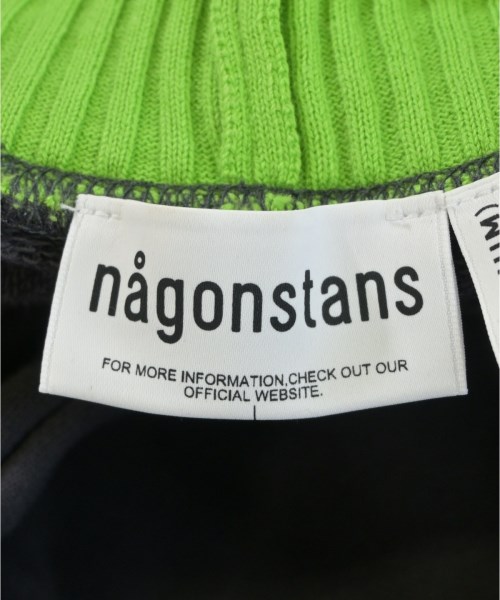 någonstans
FOR MORE INFORMATION,CHECK OUT OUR
OFFICIAL WEBSITE.